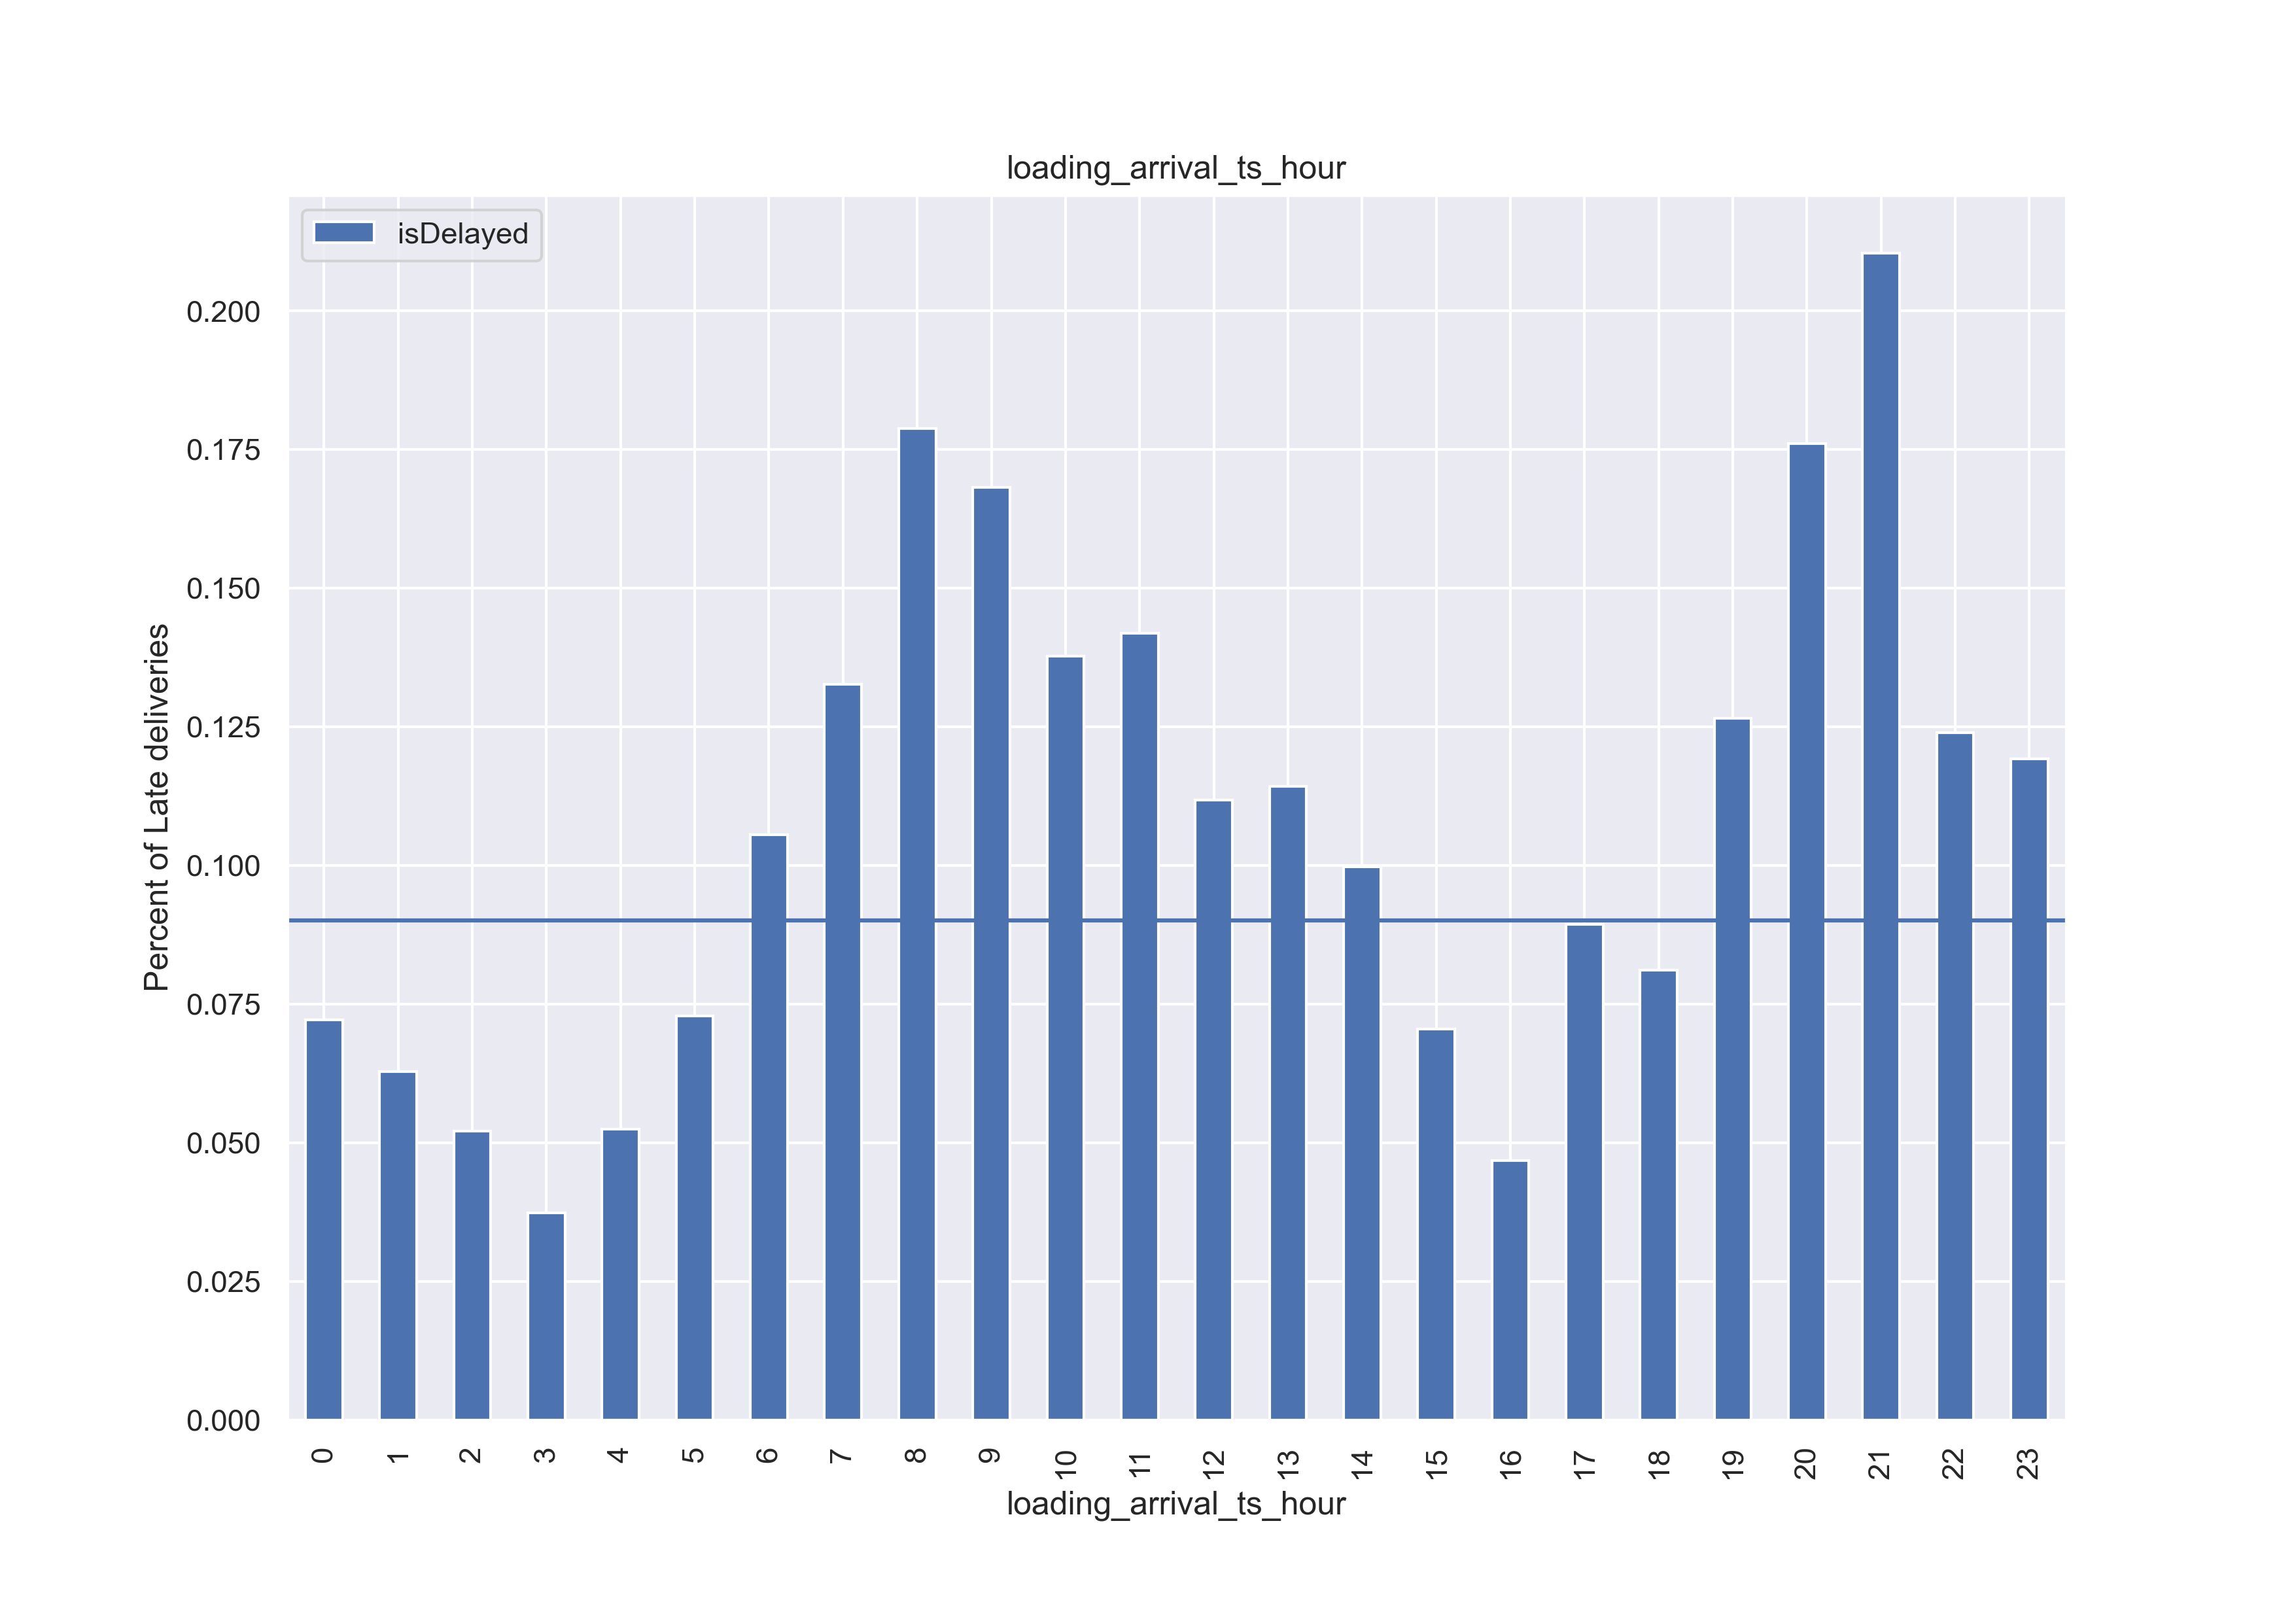 loading_arrival_ts_hour
isDelayed
Percent of Late deliveries
0.200
0.175
0.150
0.125
0.100
0.075
0.050
0.025
0.000
0 1 2 3 4 5 6 7 8 9 10 11 12 13 14 15 16 17 18 19 20 21 22 23
loading_arrival_ts_hour